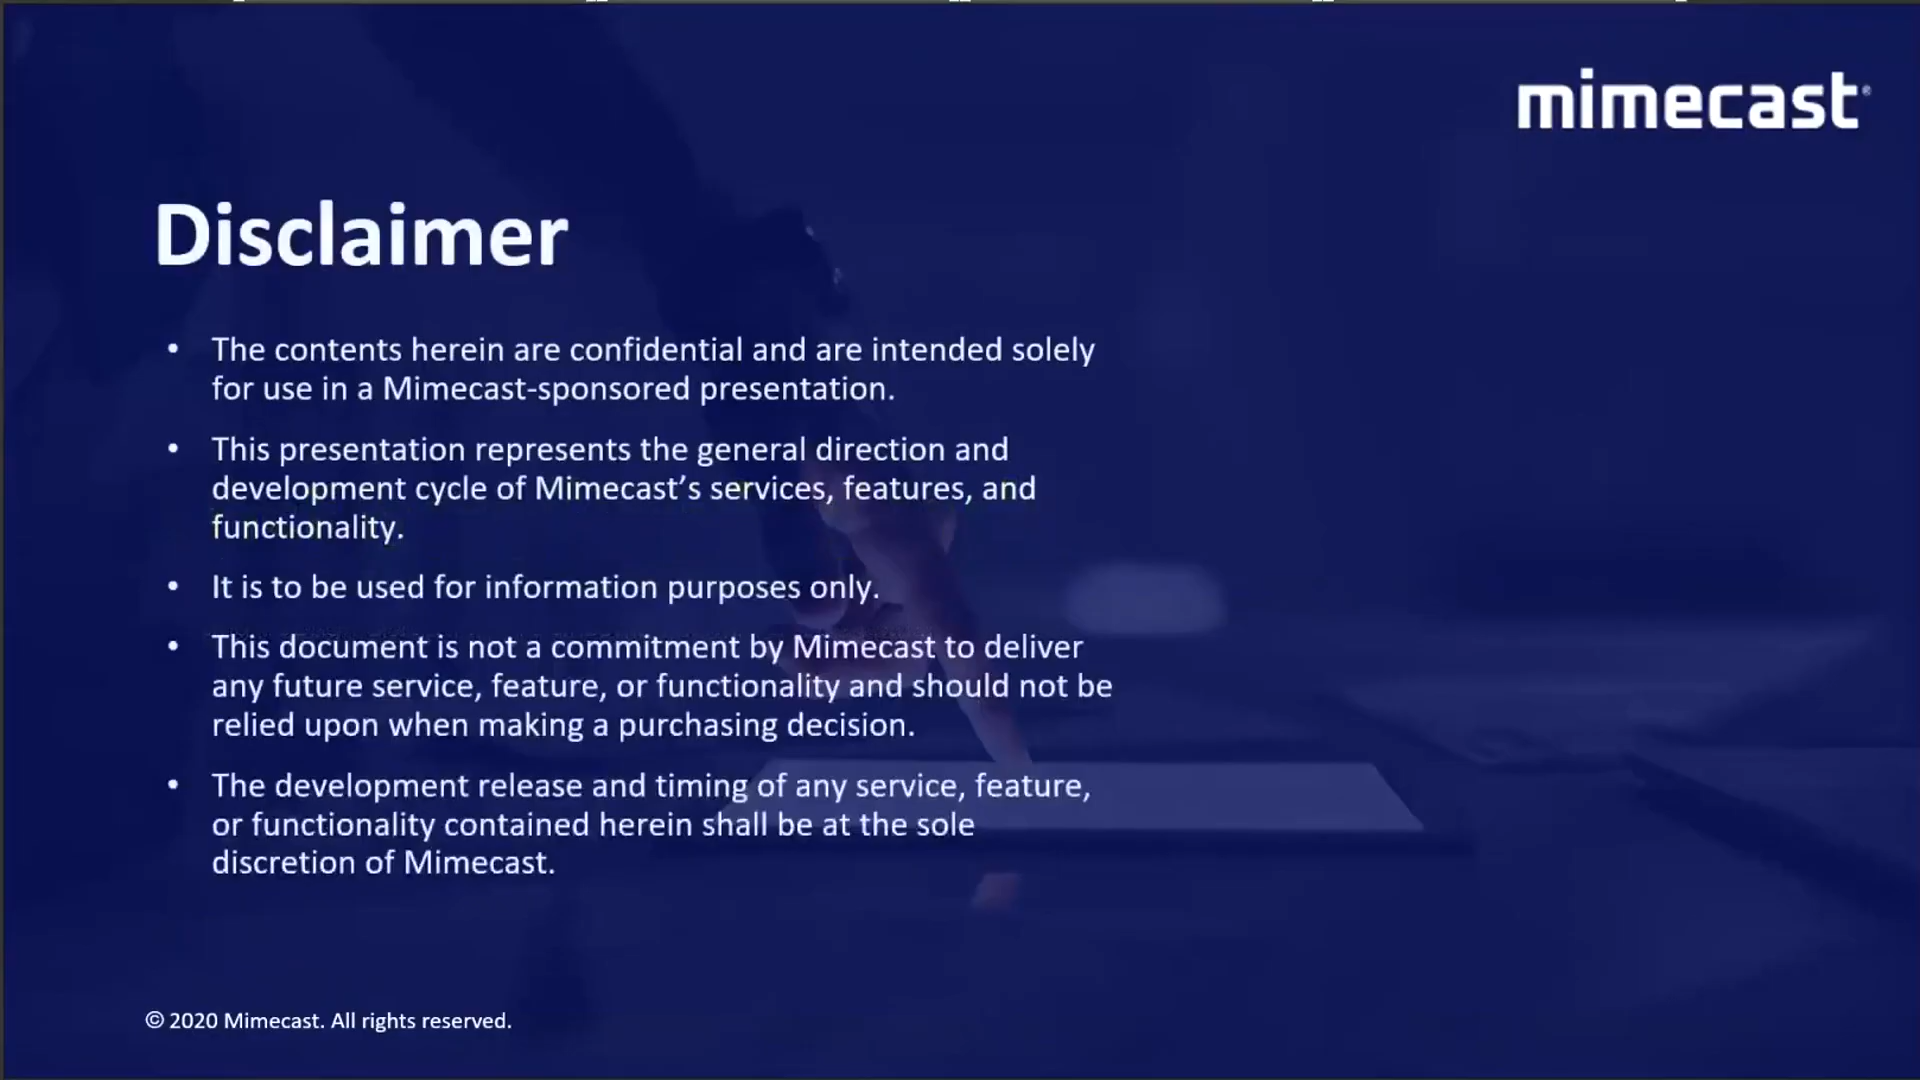 mimecast®
Disclaimer
• The contents herein are confidential and are intended solely
for use in a Mimecast-sponsored presentation.
• This presentation represents the general direction and
development cycle of Mimecast’s services, features, and
functionality.
• It is to be used for information purposes only.
• This document is not a commitment by Mimecast to deliver
any future service, feature, or functionality and should not be
relied upon when making a purchasing decision.
• The development release and timing of any service, feature,
or functionality contained herein shall be at the sole
discretion of Mimecast.
© 2020 Mimecast. All rights reserved.